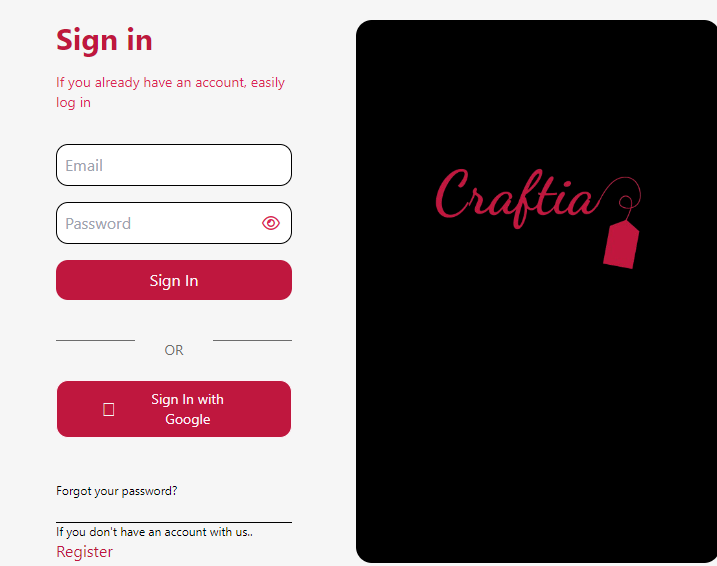 Sign in
If you already have an account, easily
log in
Email
Password
Sign In
OR
Sign In with
Google
Forgot your password?
If you don't have an account with us..
Register
Craftia